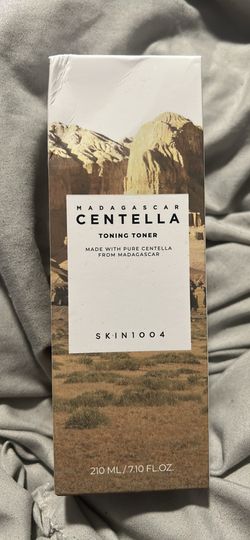 MADAGASCAR
CENTELLA
TONING TONER
MADE WITH PURE CENTELLA
FROM MADAGASCAR
SKIN1004
210 ML / 7.10 FL.OZ.